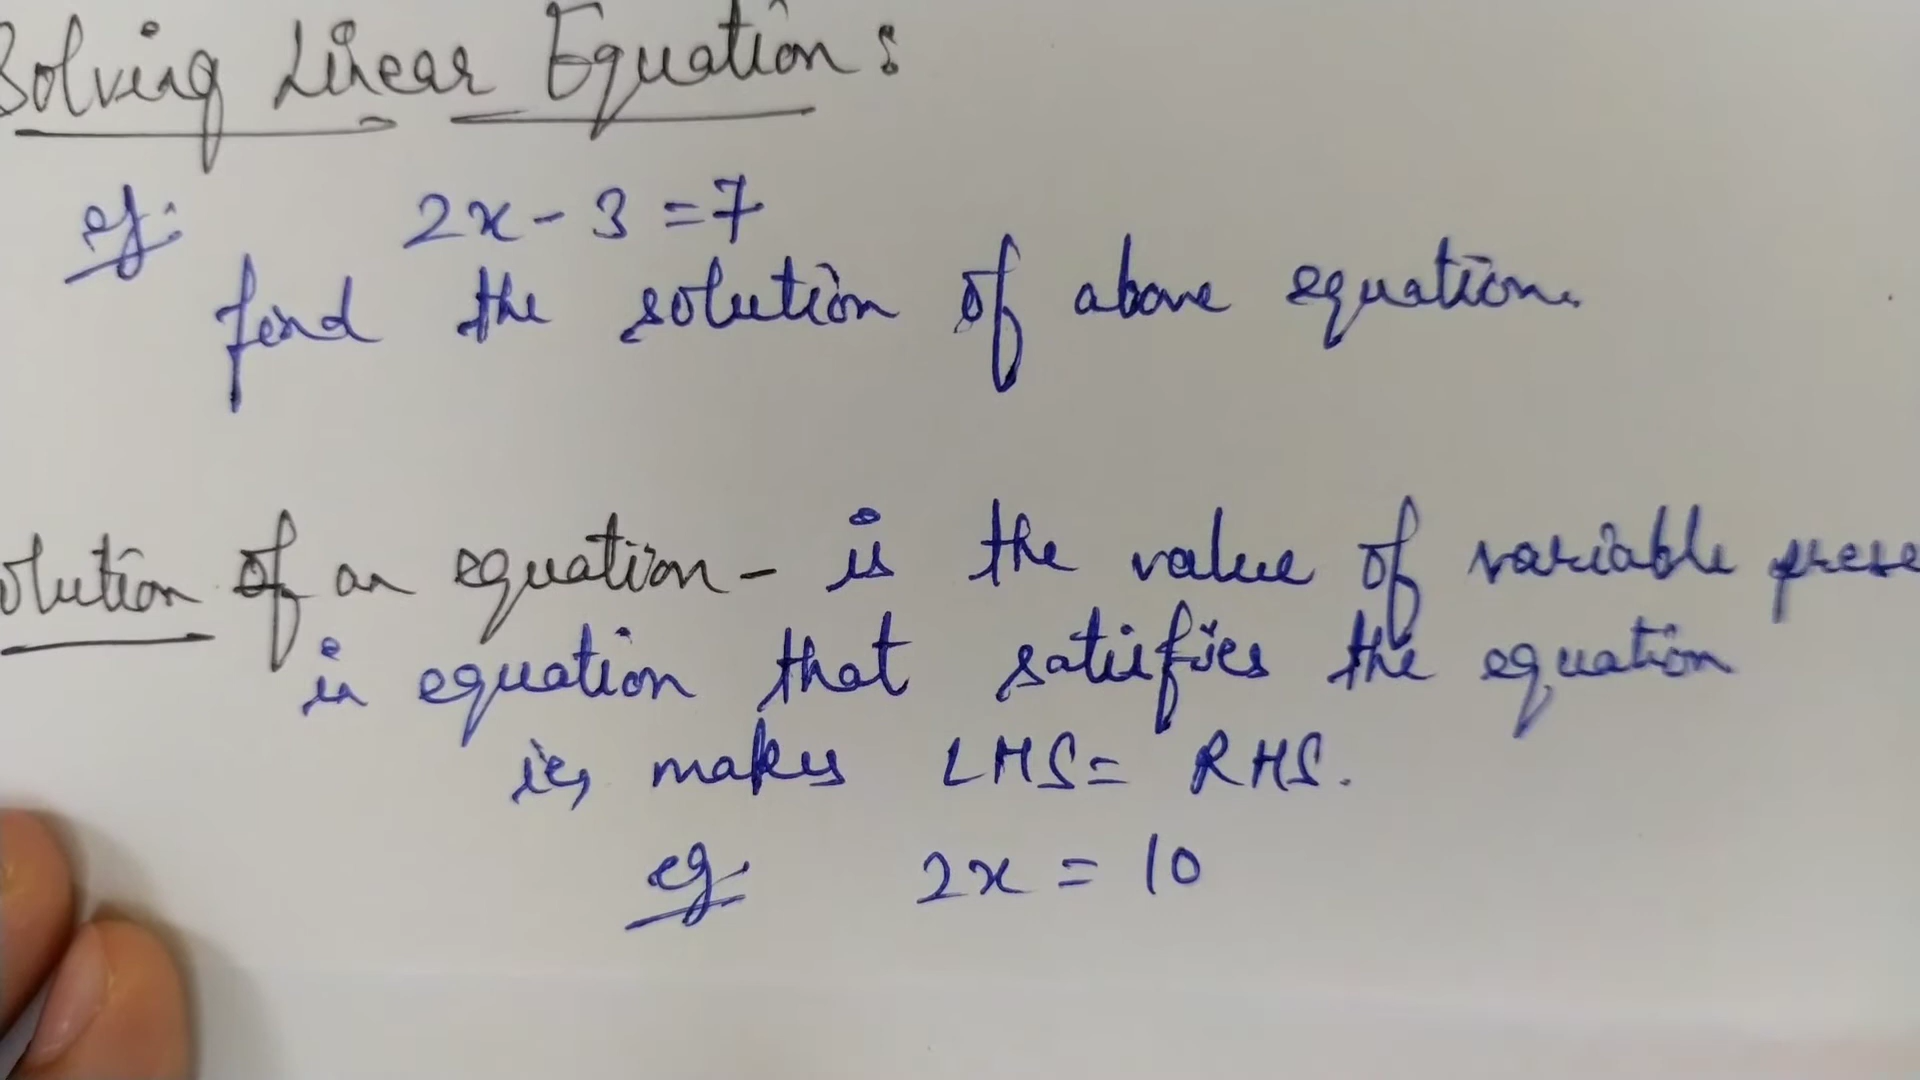 Solving Linear Equation:
eg: 2x - 3 = 7
find the solution of above equation.
olution of an equation - is the value of variable prese
in equation that satisfies the equation
ie, makes LHS = RHS.
eg 2x = 10